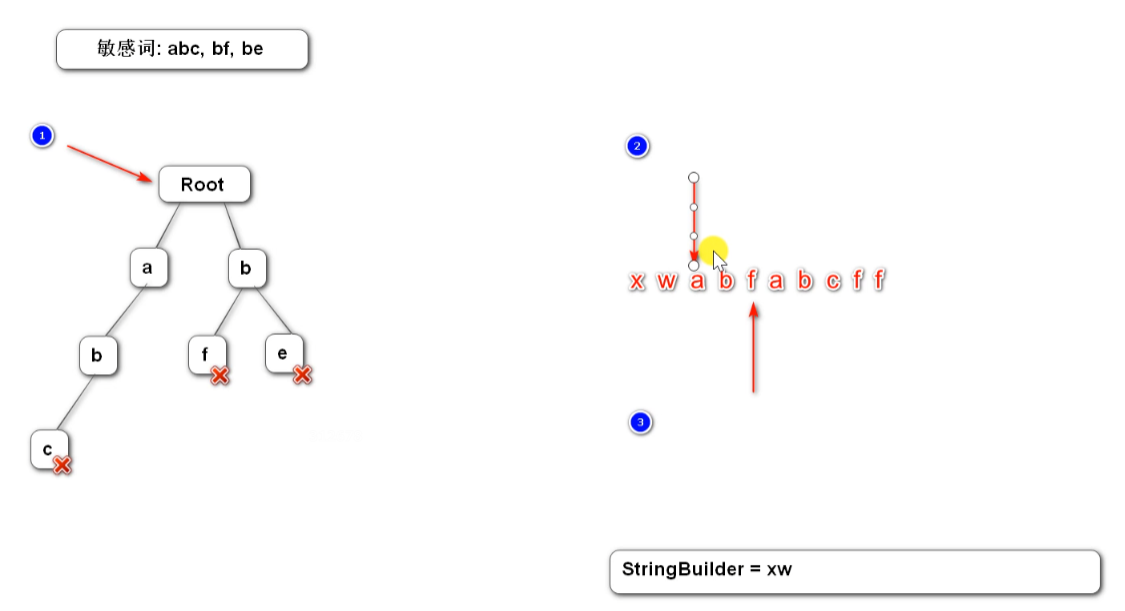 敏感词: abc, bf, be
1
Root
a
b
b
f
e
c
2
x w a b f a b c f f
3
StringBuilder = xw